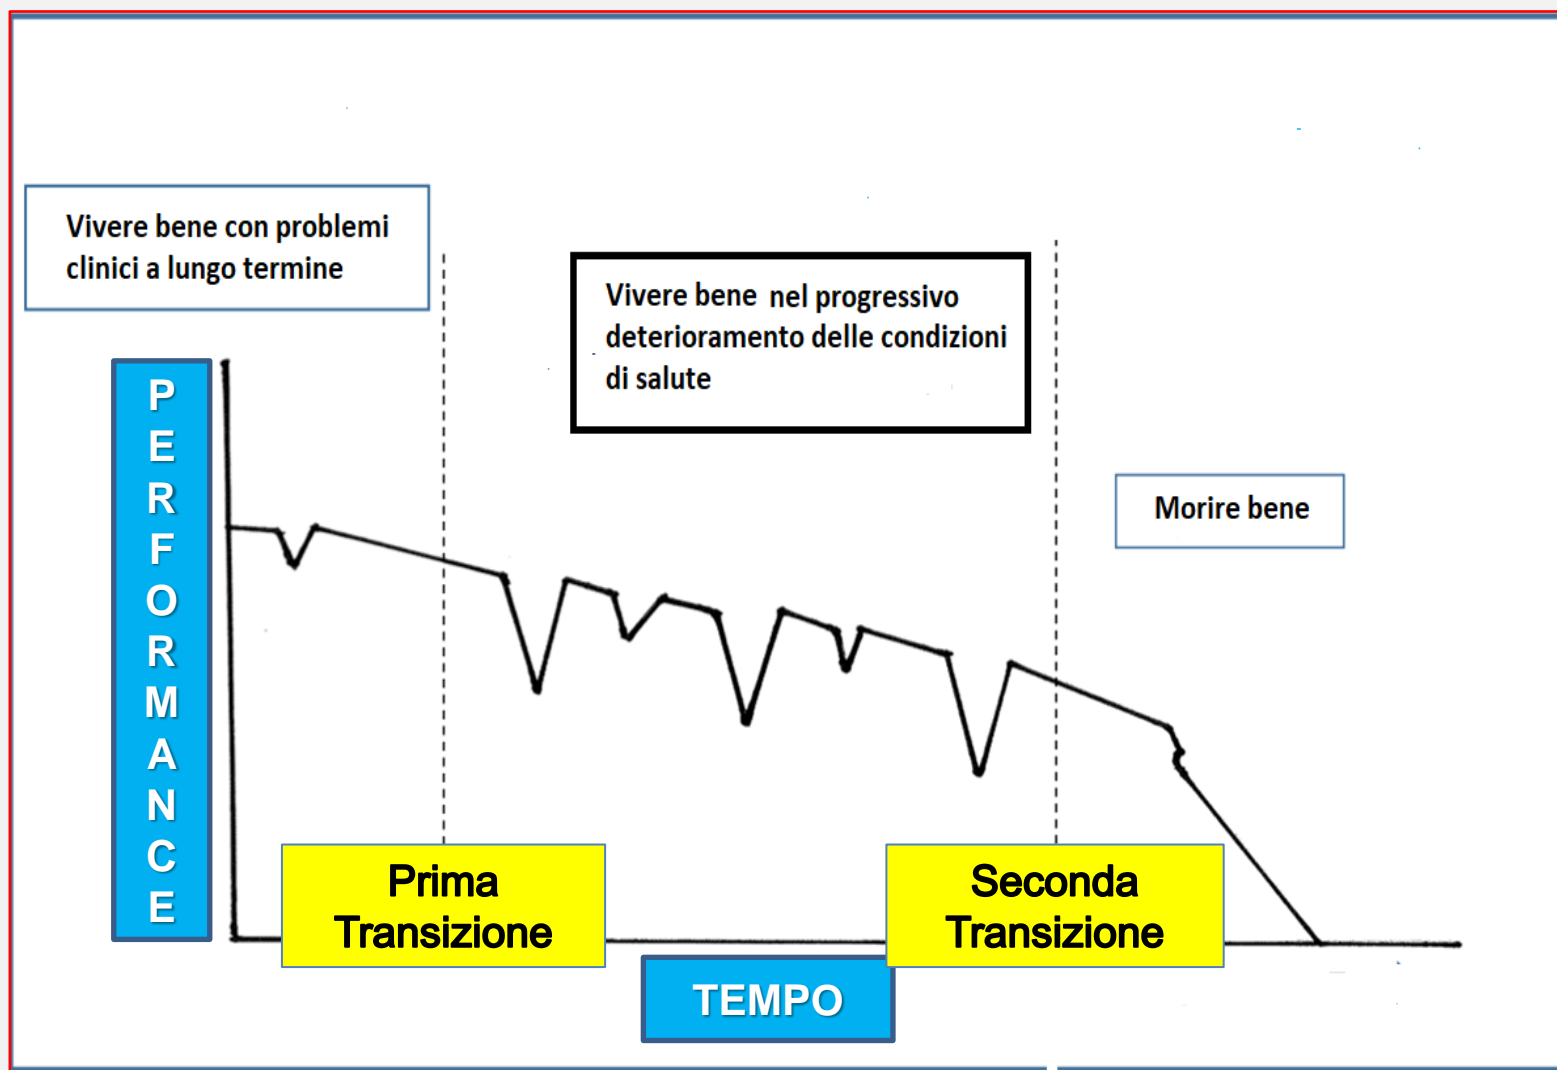 Vivere bene con problemi
clinici a lungo termine
Vivere bene nel progressivo
deterioramento delle condizioni
di salute
Morire bene
PERFORMANCE
Prima
Transizione
Seconda
Transizione
TEMPO